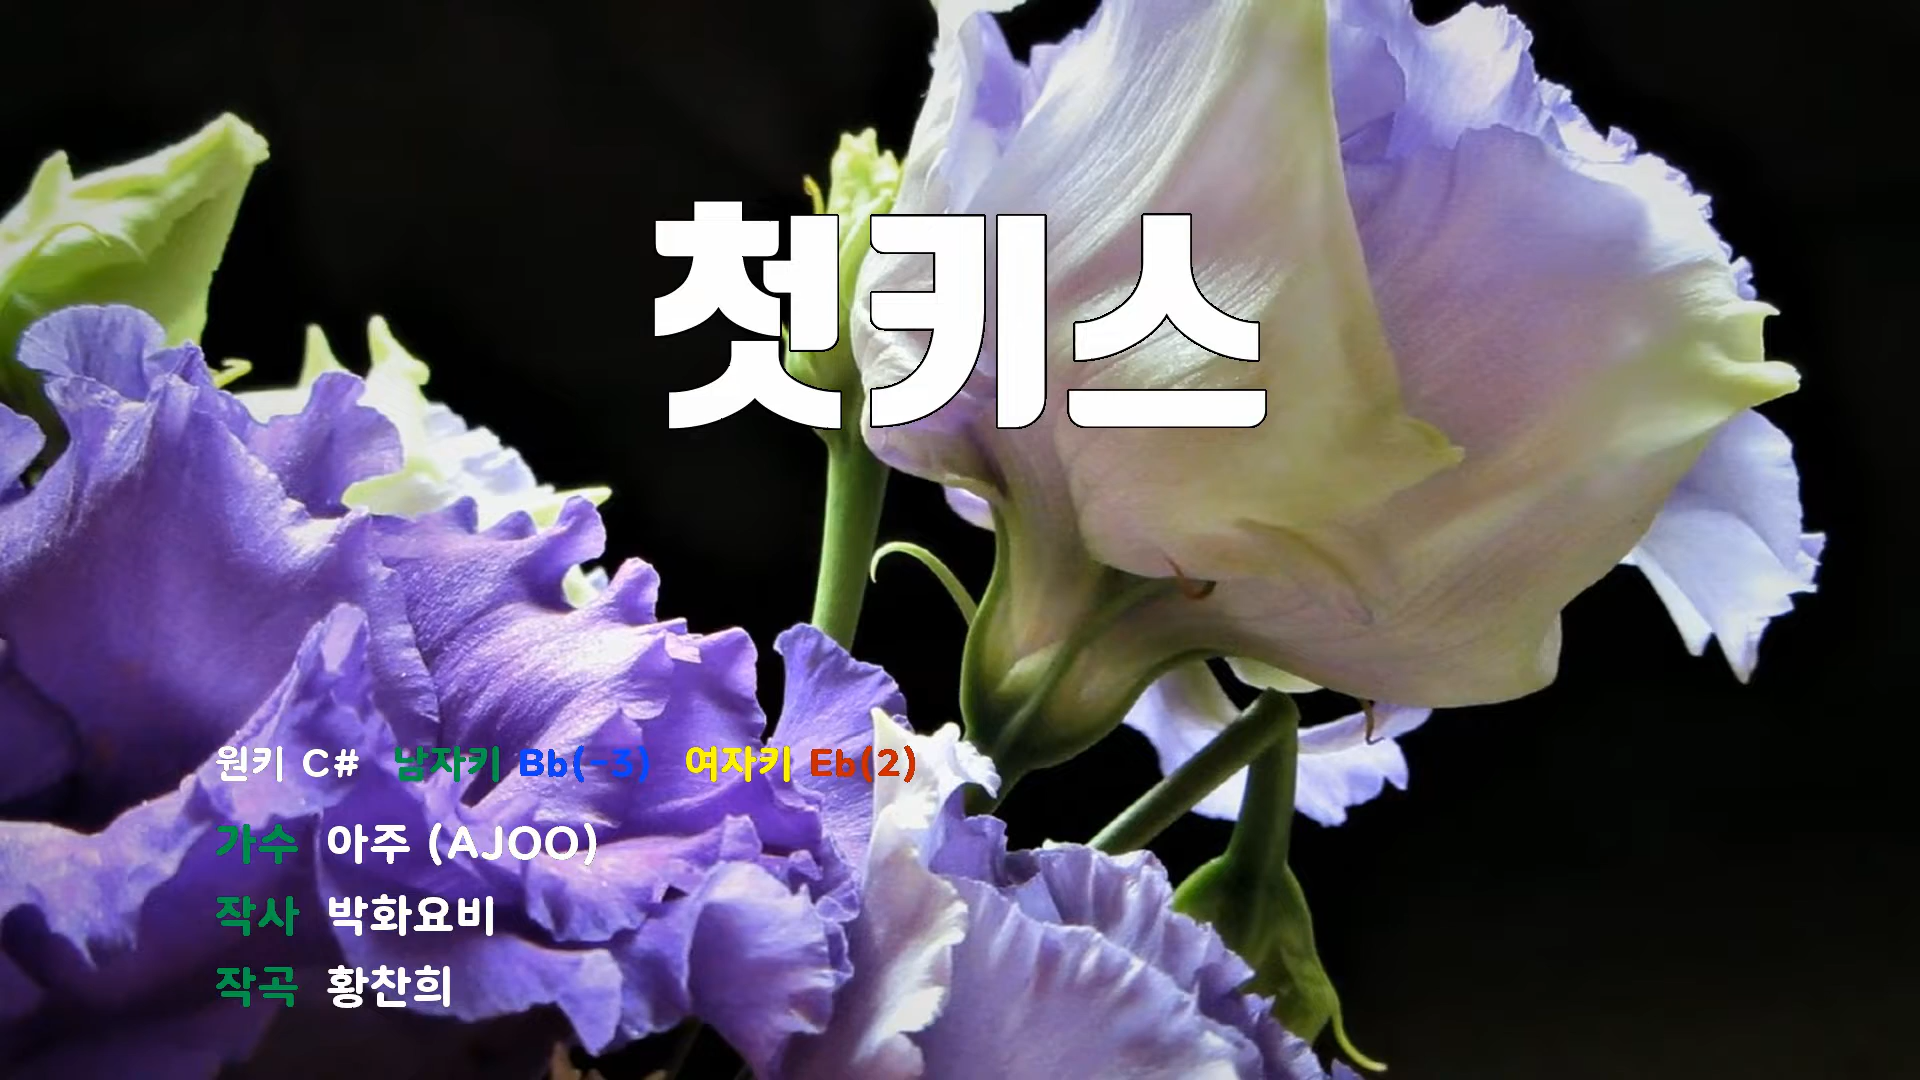 첫키스
원키 C# 남자키 Bb(-3) 여자키 Eb(2)
가수 아주 (AJOO)
작사 박화요비
작곡 황찬희